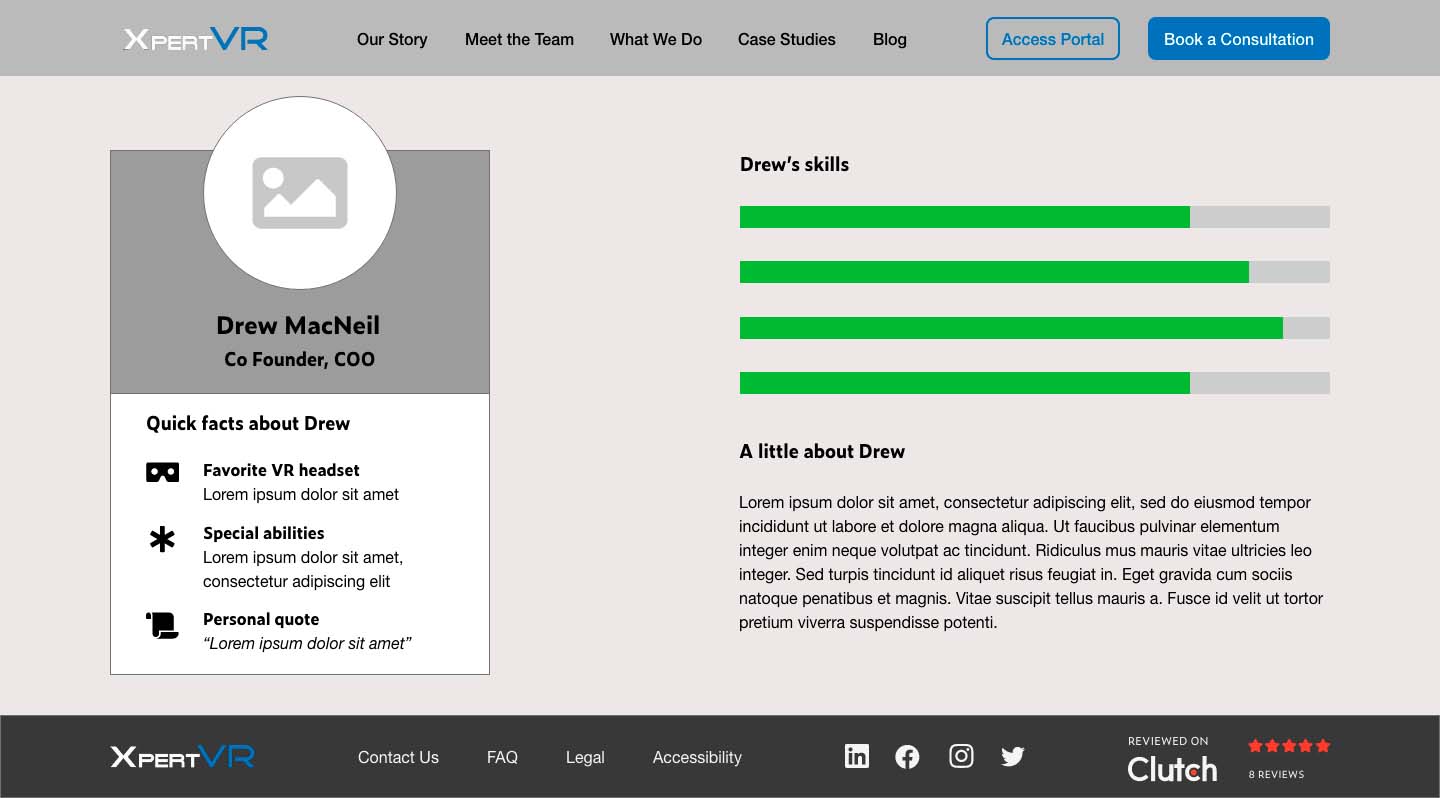 XPERTVR
Our Story
Meet the Team
What We Do
Case Studies
Blog
Access Portal
Book a Consultation
Drew MacNeil
Co Founder, COO
Quick facts about Drew
Favorite VR headset
Lorem ipsum dolor sit amet
Special abilities
Lorem ipsum dolor sit amet,
consectetur adipiscing elit
Personal quote
“Lorem ipsum dolor sit amet”
Drew’s skills
A little about Drew
Lorem ipsum dolor sit amet, consectetur adipiscing elit, sed do eiusmod tempor
incididunt ut labore et dolore magna aliqua. Ut faucibus pulvinar elementum
integer enim neque volutpat ac tincidunt. Ridiculus mus mauris vitae ultricies leo
integer. Sed turpis tincidunt id aliquet risus feugiat in. Eget gravida cum sociis
natoque penatibus et magnis. Vitae suscipit tellus mauris a. Fusce id velit ut tortor
pretium viverra suspendisse potenti.
XPERTVR
Contact Us
FAQ
Legal
Accessibility
in
REVIEWED ON
Clutch
8 REVIEWS